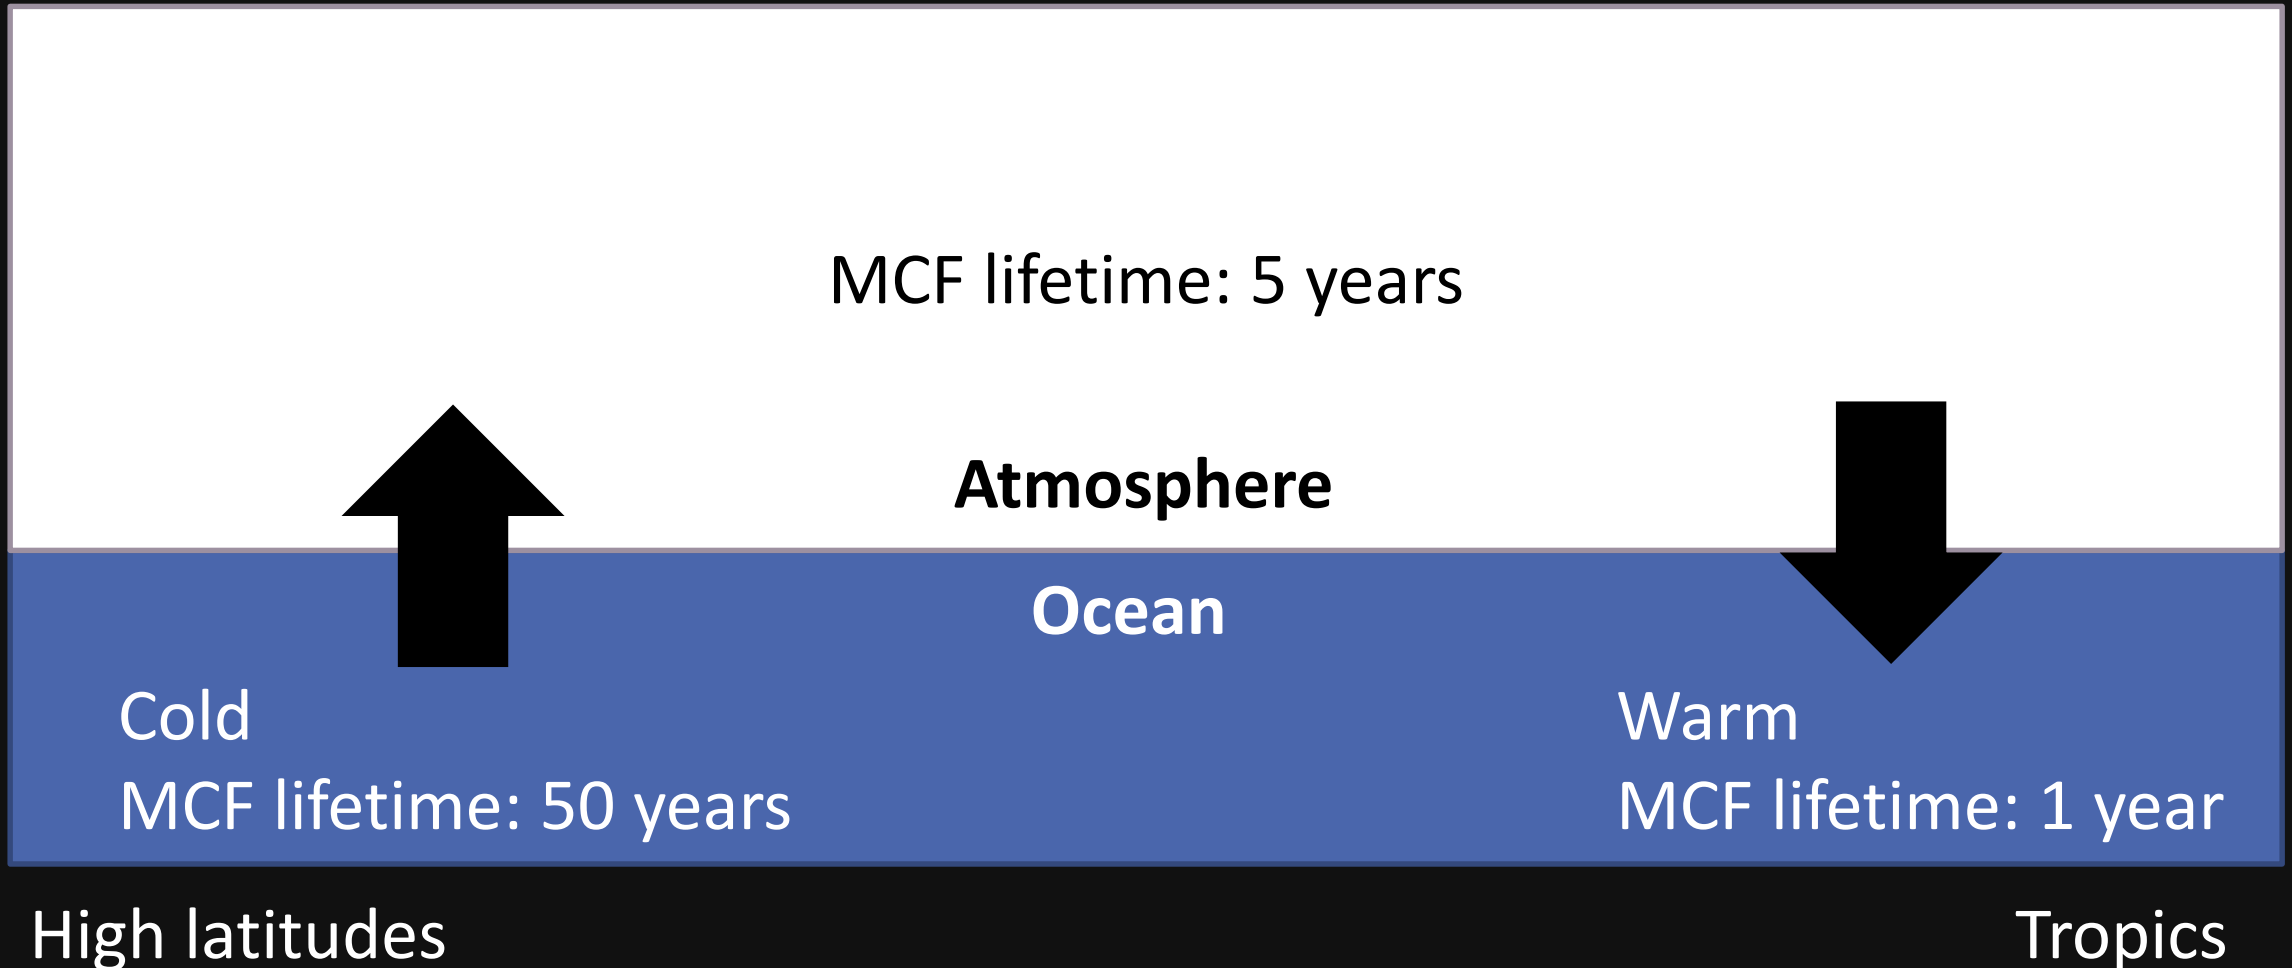 MCF lifetime: 5 years
Atmosphere
Ocean
Cold
MCF lifetime: 50 years
Warm
MCF lifetime: 1 year
High latitudes
Tropics